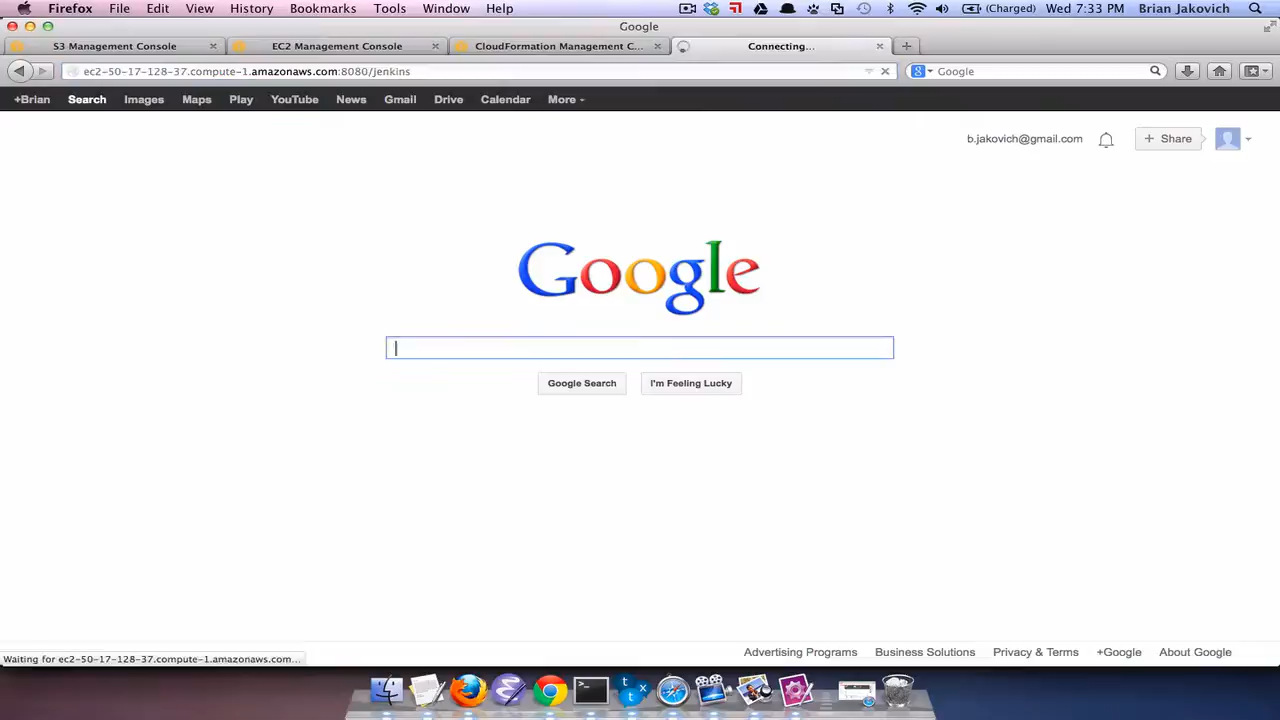 Firefox File Edit View History Bookmarks Tools Window Help (Charged) Wed 7:33 PM Brian Jakovich
Google
S3 Management Console EC2 Management Console CloudFormation Management C... Connecting...
ec2-50-17-128-37.compute-1.amazonaws.com:8080/jenkins Google
+Brian Search Images Maps Play YouTube News Gmail Drive Calendar More
b.jakovich@gmail.com + Share
Google
Google Search I'm Feeling Lucky
Advertising Programs Business Solutions Privacy & Terms +Google About Google
Waiting for ec2-50-17-128-37.compute-1.amazonaws.com...